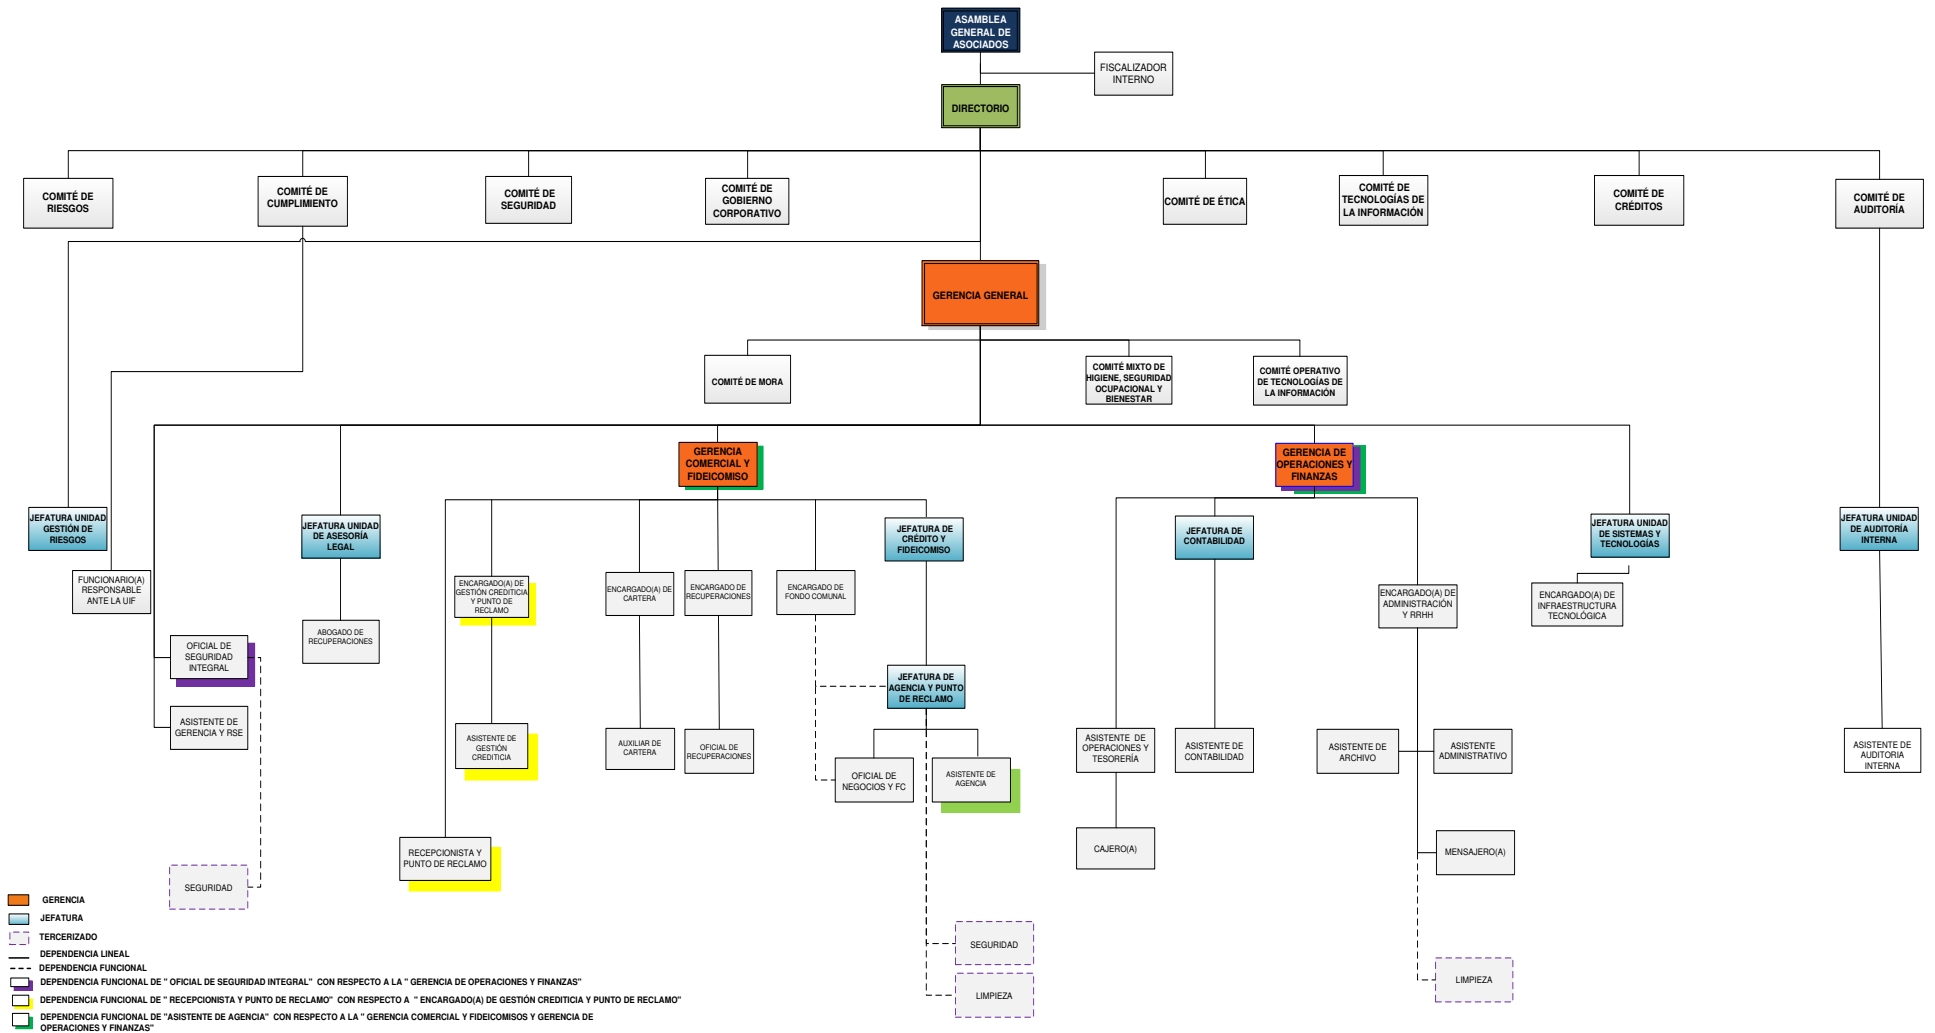 ASAMBLEA
GENERAL DE
ASOCIADOS
FISCALIZADOR
INTERNO
DIRECTORIO
COMITÉ DE
RIESGOS
COMITÉ DE
CUMPLIMIENTO
COMITÉ DE
SEGURIDAD
COMITÉ DE
GOBIERNO
CORPORATIVO
COMITÉ DE ÉTICA
COMITÉ DE
TECNOLOGÍAS DE
LA INFORMACIÓN
COMITÉ DE
CRÉDITOS
COMITÉ DE
AUDITORÍA
GERENCIA GENERAL
COMITÉ DE MORA
COMITÉ MIXTO DE
HIGIENE, SEGURIDAD
OCUPACIONAL Y
BIENESTAR
COMITÉ OPERATIVO
DE TECNOLOGÍAS DE
LA INFORMACIÓN
GERENCIA
COMERCIAL Y
FIDEICOMISO
GERENCIA DE
OPERACIONES Y
FINANZAS
JEFATURA UNIDAD
GESTIÓN DE
RIESGOS
JEFATURA UNIDAD
DE ASESORÍA
LEGAL
JEFATURA DE
CRÉDITO Y
FIDEICOMISO
JEFATURA DE
CONTABILIDAD
JEFATURA UNIDAD
DE SISTEMAS Y
TECNOLOGÍAS
JEFATURA UNIDAD
DE AUDITORÍA
INTERNA
FUNCIONARIO(A)
RESPONSABLE
ANTE LA UIF
ENCARGADO(A) DE
GESTIÓN CREDITICIA
Y PUNTO DE
RECLAMO
ENCARGADO(A) DE
CARTERA
ENCARGADO DE
RECUPERACIONES
ENCARGADO DE
FONDO COMUNAL
ENCARGADO(A) DE
ADMINISTRACIÓN
Y RRHH
ENCARGADO(A) DE
INFRAESTRUCTURA
TECNOLÓGICA
ABOGADO DE
RECUPERACIONES
OFICIAL DE
SEGURIDAD
INTEGRAL
JEFATURA DE
AGENCIA Y PUNTO
DE RECLAMO
ASISTENTE DE
GERENCIA Y RSE
ASISTENTE DE
GESTIÓN
CREDITICIA
AUXILIAR DE
CARTERA
OFICIAL DE
RECUPERACIONES
OFICIAL DE
NEGOCIOS Y FC
ASISTENTE DE
AGENCIA
ASISTENTE DE
OPERACIONES Y
TESORERÍA
ASISTENTE DE
CONTABILIDAD
ASISTENTE DE
ARCHIVO
ASISTENTE
ADMINISTRATIVO
ASISTENTE DE
AUDITORIA
INTERNA
RECEPCIONISTA Y
PUNTO DE RECLAMO
CAJERO(A)
MENSAJERO(A)
SEGURIDAD
SEGURIDAD
LIMPIEZA
LIMPIEZA
GERENCIA
JEFATURA
TERCERIZADO
DEPENDENCIA LINEAL
DEPENDENCIA FUNCIONAL
DEPENDENCIA FUNCIONAL DE " OFICIAL DE SEGURIDAD INTEGRAL" CON RESPECTO A LA " GERENCIA DE OPERACIONES Y FINANZAS"
DEPENDENCIA FUNCIONAL DE " RECEPCIONISTA Y PUNTO DE RECLAMO" CON RESPECTO A " ENCARGADO(A) DE GESTIÓN CREDITICIA Y PUNTO DE RECLAMO"
DEPENDENCIA FUNCIONAL DE "ASISTENTE DE AGENCIA" CON RESPECTO A LA " GERENCIA COMERCIAL Y FIDEICOMISOS Y GERENCIA DE
OPERACIONES Y FINANZAS"